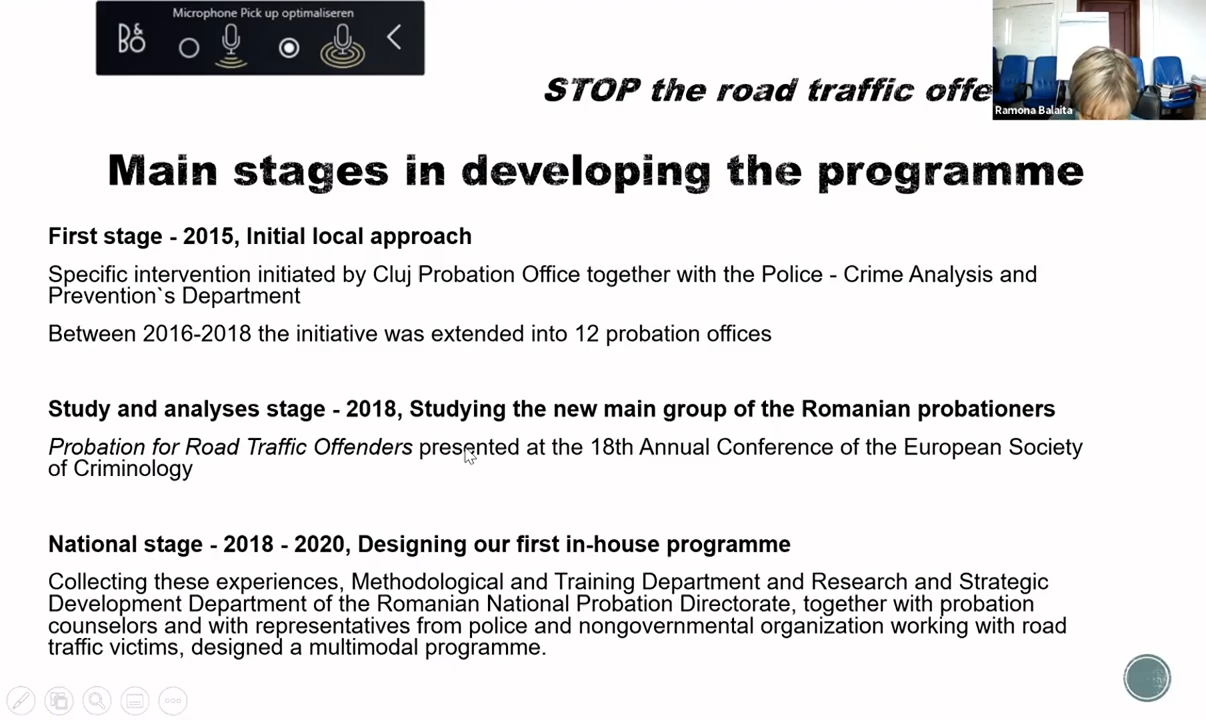 Microphone Pick up optimaliseren
B&O
STOP the road traffic offe
Ramona Balaita
Main stages in developing the programme
First stage - 2015, Initial local approach
Specific intervention initiated by Cluj Probation Office together with the Police - Crime Analysis and
Prevention`s Department
Between 2016-2018 the initiative was extended into 12 probation offices
Study and analyses stage - 2018, Studying the new main group of the Romanian probationers
Probation for Road Traffic Offenders presented at the 18th Annual Conference of the European Society
of Criminology
National stage - 2018 - 2020, Designing our first in-house programme
Collecting these experiences, Methodological and Training Department and Research and Strategic
Development Department of the Romanian National Probation Directorate, together with probation
counselors and with representatives from police and nongovernmental organization working with road
traffic victims, designed a multimodal programme.